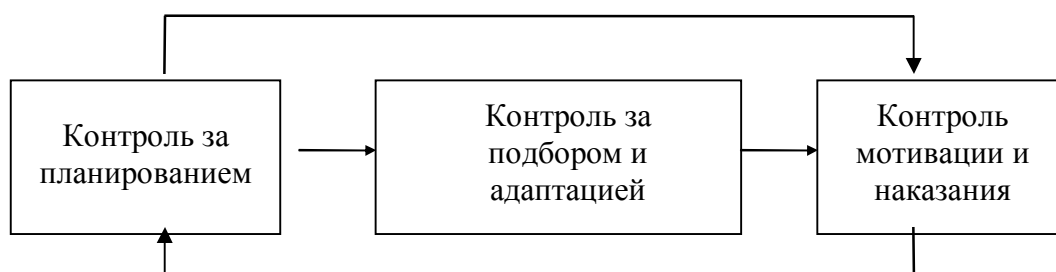 Контроль за
планированием
Контроль за
подбором и
адаптацией
Контроль
мотивации и
наказания